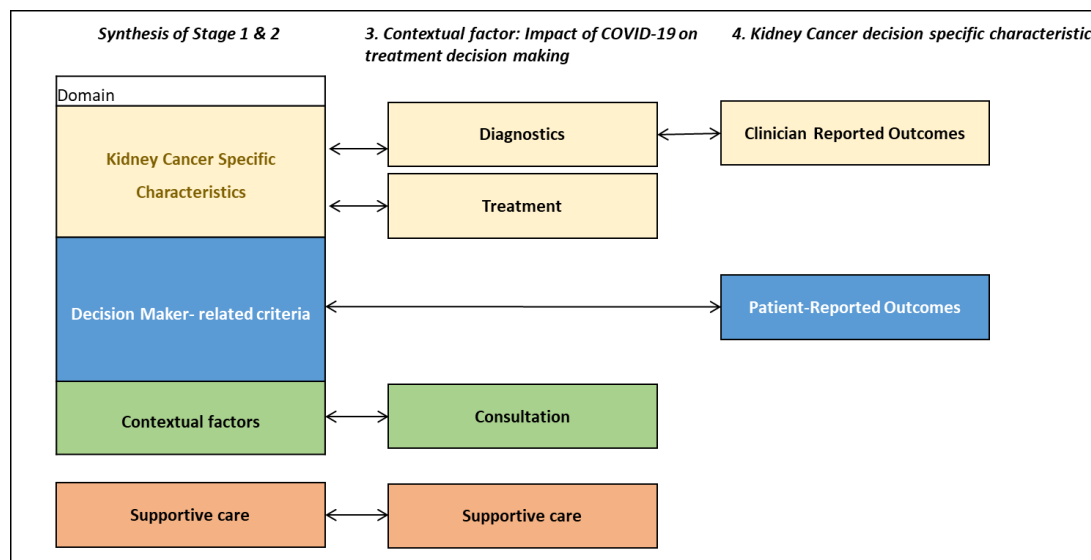 Synthesis of Stage 1 & 2
3. Contextual factor: Impact of COVID-19 on
treatment decision making
4. Kidney Cancer decision specific characteristic
Domain
Kidney Cancer Specific
Characteristics
Diagnostics
Clinician Reported Outcomes
Treatment
Decision Maker- related criteria
Patient-Reported Outcomes
Contextual factors
Consultation
Supportive care
Supportive care